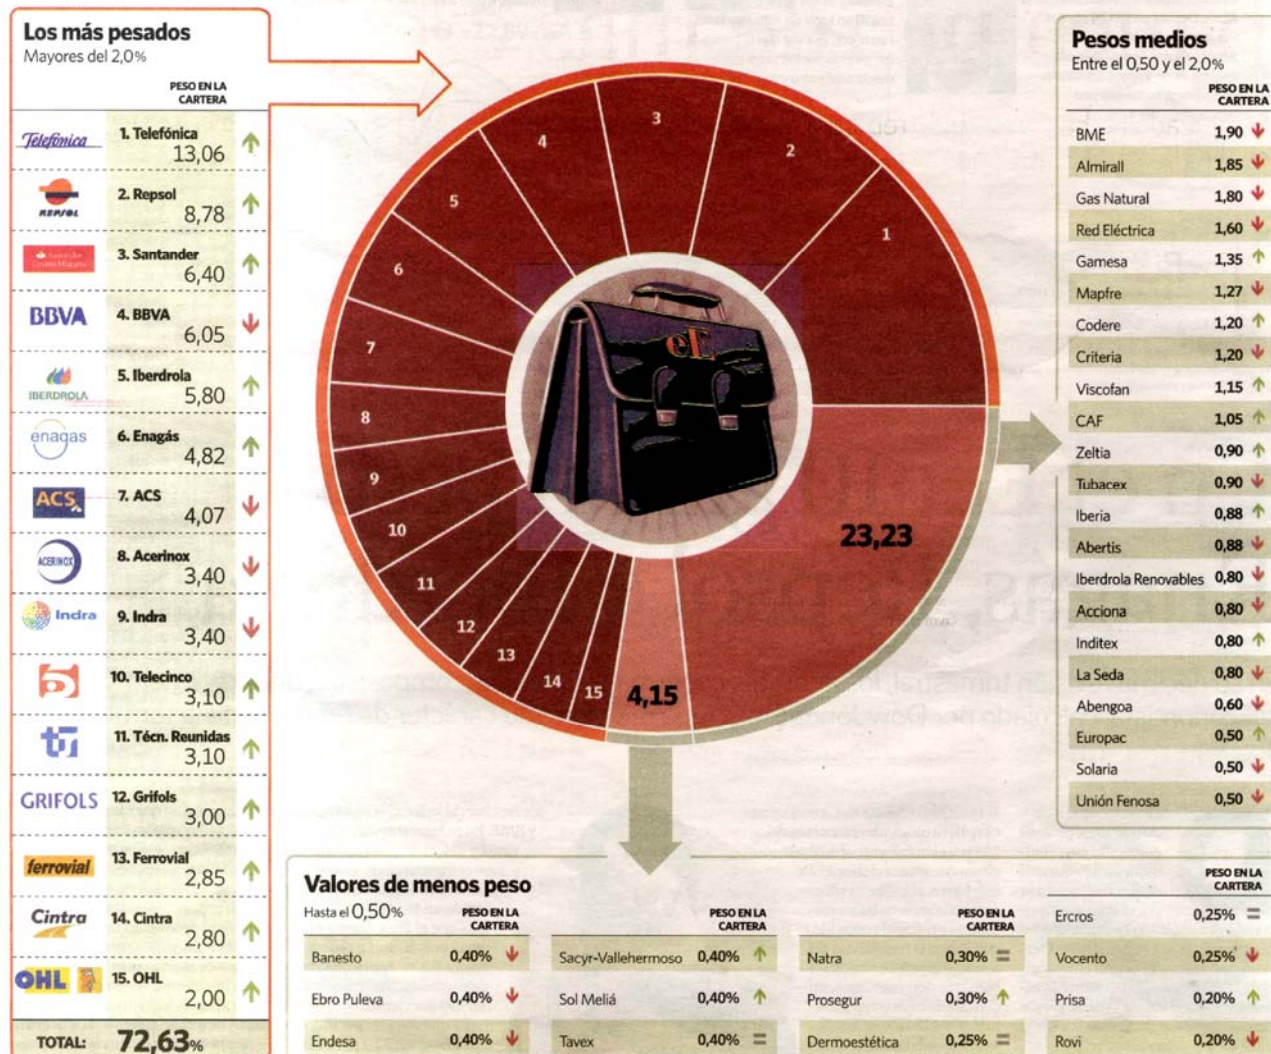 Los más pesados
Mayores del 2,0%
PESO EN LA
CARTERA
Telefónica
1. Telefónica
13,06
REPSOL
2. Repsol
8,78
3. Santander
6,40
BBVA
4. BBVA
6,05
IBERDROLA
5. Iberdrola
5,80
enagas
6. Enagás
4,82
ACS
7. ACS
4,07
ACERINOX
8. Acerinox
3,40
Indra
9. Indra
3,40
5
10. Telecinco
3,10
11. Técn. Reunidas
3,10
GRIFOLS
12. Grifols
3,00
ferrovial
13. Ferrovial
2,85
Cintra
14. Cintra
2,80
OHL
15. OHL
2,00
TOTAL: 72,63%
1
2
3
4
5
6
7
8
9
10
11
12
13
14
15
eE
23,23
4,15
Pesos medios
Entre el 0,50 y el 2,0%
PESO EN LA
CARTERA
BME 1,90
Almirall 1,85
Gas Natural 1,80
Red Eléctrica 1,60
Gamesa 1,35
Mapfre 1,27
Codere 1,20
Criteria 1,20
Viscofan 1,15
CAF 1,05
Zeltia 0,90
Tubacex 0,90
Iberia 0,88
Abertis 0,88
Iberdrola Renovables 0,80
Acciona 0,80
Inditex 0,80
La Seda 0,80
Abengoa 0,60
Europac 0,50
Solaria 0,50
Unión Fenosa 0,50
Valores de menos peso
Hasta el 0,50%
PESO EN LA
CARTERA
Banesto 0,40%
Ebro Puleva 0,40%
Endesa 0,40%
PESO EN LA
CARTERA
Sacyr-Vallehermoso 0,40%
Sol Meliá 0,40%
Tavex 0,40% =
PESO EN LA
CARTERA
Natra 0,30% =
Prosegur 0,30%
Dermoestética 0,25% =
PESO EN LA
CARTERA
Ercros 0,25% =
Vocento 0,25%
Prisa 0,20%
Rovi 0,20%